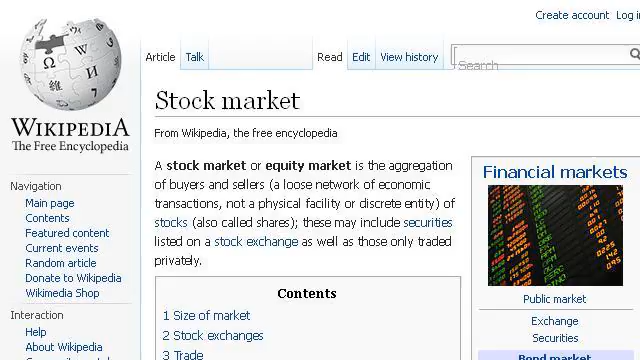 Create account
Article Talk Read Edit View history Search
Stock market
WIKIPEDIA
The Free Encyclopedia
From Wikipedia, the free encyclopedia
Navigation
Main page
Contents
Featured content
Current events
Random article
Donate to Wikipedia
Wikimedia Shop
Interaction
Help
About Wikipedia
A stock market or equity market is the aggregation
of buyers and sellers (a loose network of economic
transactions, not a physical facility or discrete entity) of
stocks (also called shares); these may include securities
listed on a stock exchange as well as those only traded
privately.
Contents
1 Size of market
2 Stock exchanges
3 Trade
Financial markets
Public market
Exchange
Securities
Bond market